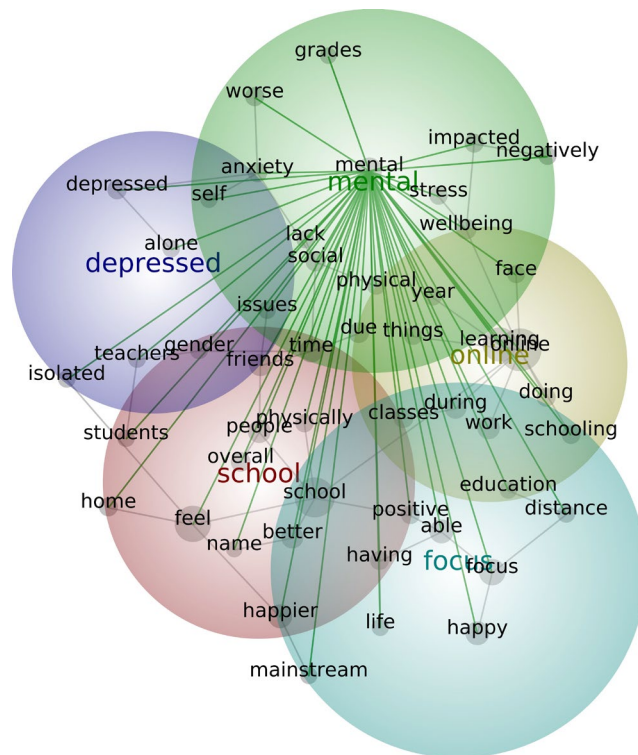 grades
worse
impacted
negatively
anxiety
mental
mental
depressed
self
stress
wellbeing
lack
alone
social
depressed
face
physical
year
issues
due
things
learning
online
online
time
gender
teachers
friends
isolated
doing
during
classes
physically
people
work
schooling
students
overall
school
school
education
home
positive
distance
feel
able
better
name
having
focus
focus
happier
life
happy
mainstream